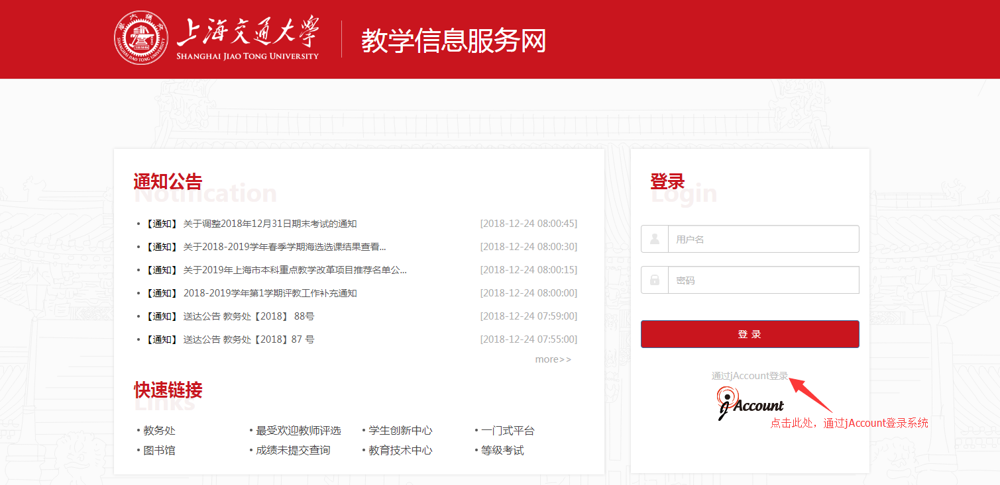 上海交通大學
SHANGHAI JIAO TONG UNIVERSITY
教学信息服务网
通知公告
Notification
• 【通知】 关于调整2018年12月31日期末考试的通知 [2018-12-24 08:00:45]
• 【通知】 关于2018-2019学年春季学期海选选课结果查看... [2018-12-24 08:00:30]
• 【通知】 关于2019年上海市本科重点教学改革项目推荐名单公... [2018-12-24 08:00:15]
• 【通知】 2018-2019学年第1学期评教工作补充通知 [2018-12-24 08:00:00]
• 【通知】 送达公告 教务处【2018】 88号 [2018-12-24 07:59:00]
• 【通知】 送达公告 教务处【2018】87 号 [2018-12-24 07:55:00]
more>>
快速链接
Links
• 教务处 • 最受欢迎教师评选 • 学生创新中心 • 一门式平台
• 图书馆 • 成绩未提交查询 • 教育技术中心 • 等级考试
登录
Login
用户名
密码
登 录
通过jAccount登录
jAccount
点击此处，通过jAccount登录系统